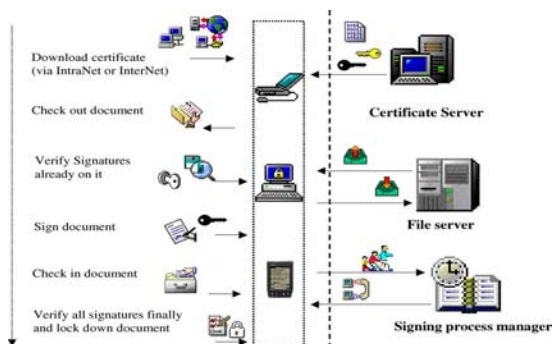 Download certificate
(via IntraNet or InterNet)
Check out document
Verify Signatures
already on it
Sign document
Check in document
Verify all signatures finally
and lock down document
Certificate Server
File server
Signing process manager